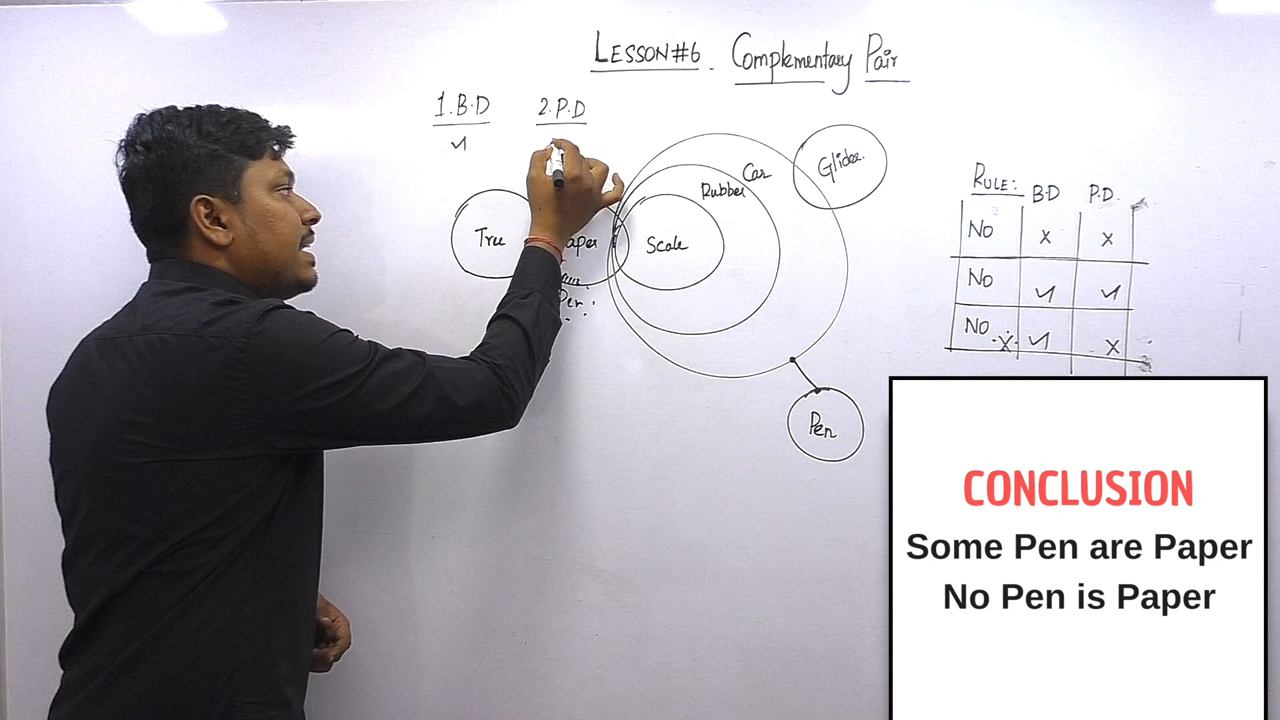 LESSON#6. Complementary Pair
1.B.D 2.P.D
✓
Tree
Scale
Rubber
Car
Pen
RULE: B.D P.D.
No x x
No ✓ ✓
No x ✓ x
CONCLUSION
Some Pen are Paper
No Pen is Paper